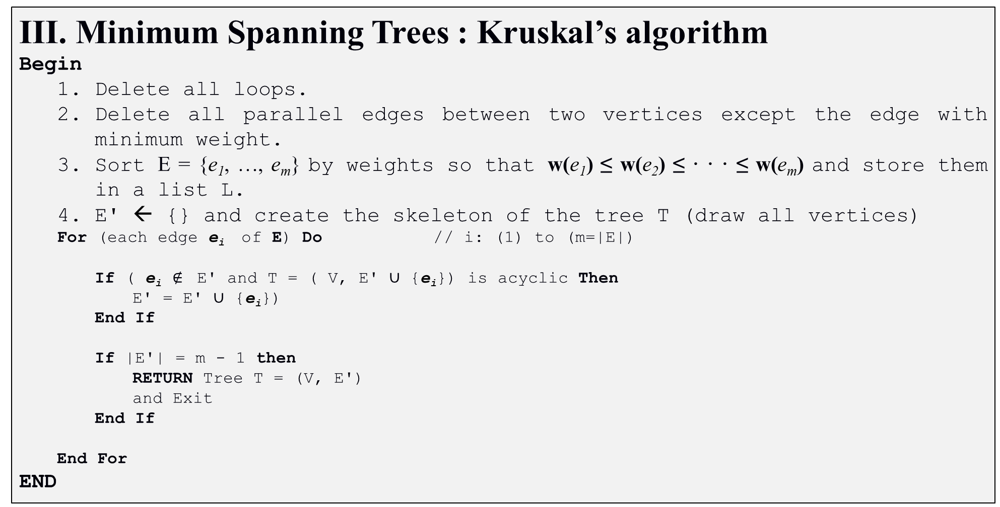 III. Minimum Spanning Trees : Kruskal’s algorithm
Begin
1. Delete all loops.
2. Delete all parallel edges between two vertices except the edge with
minimum weight.
3. Sort E = {e1, …, em} by weights so that w(e1) ≤ w(e2) ≤ · · · ≤ w(em) and store them
in a list L.
4. E' ← {} and create the skeleton of the tree T (draw all vertices)
For (each edge ei of E) Do // i: (1) to (m=|E|)
If ( ei ∉ E' and T = ( V, E' ∪ {ei}) is acyclic Then
E' = E' ∪ {ei})
End If
If |E'| = m - 1 then
RETURN Tree T = (V, E')
and Exit
End If
End For
END